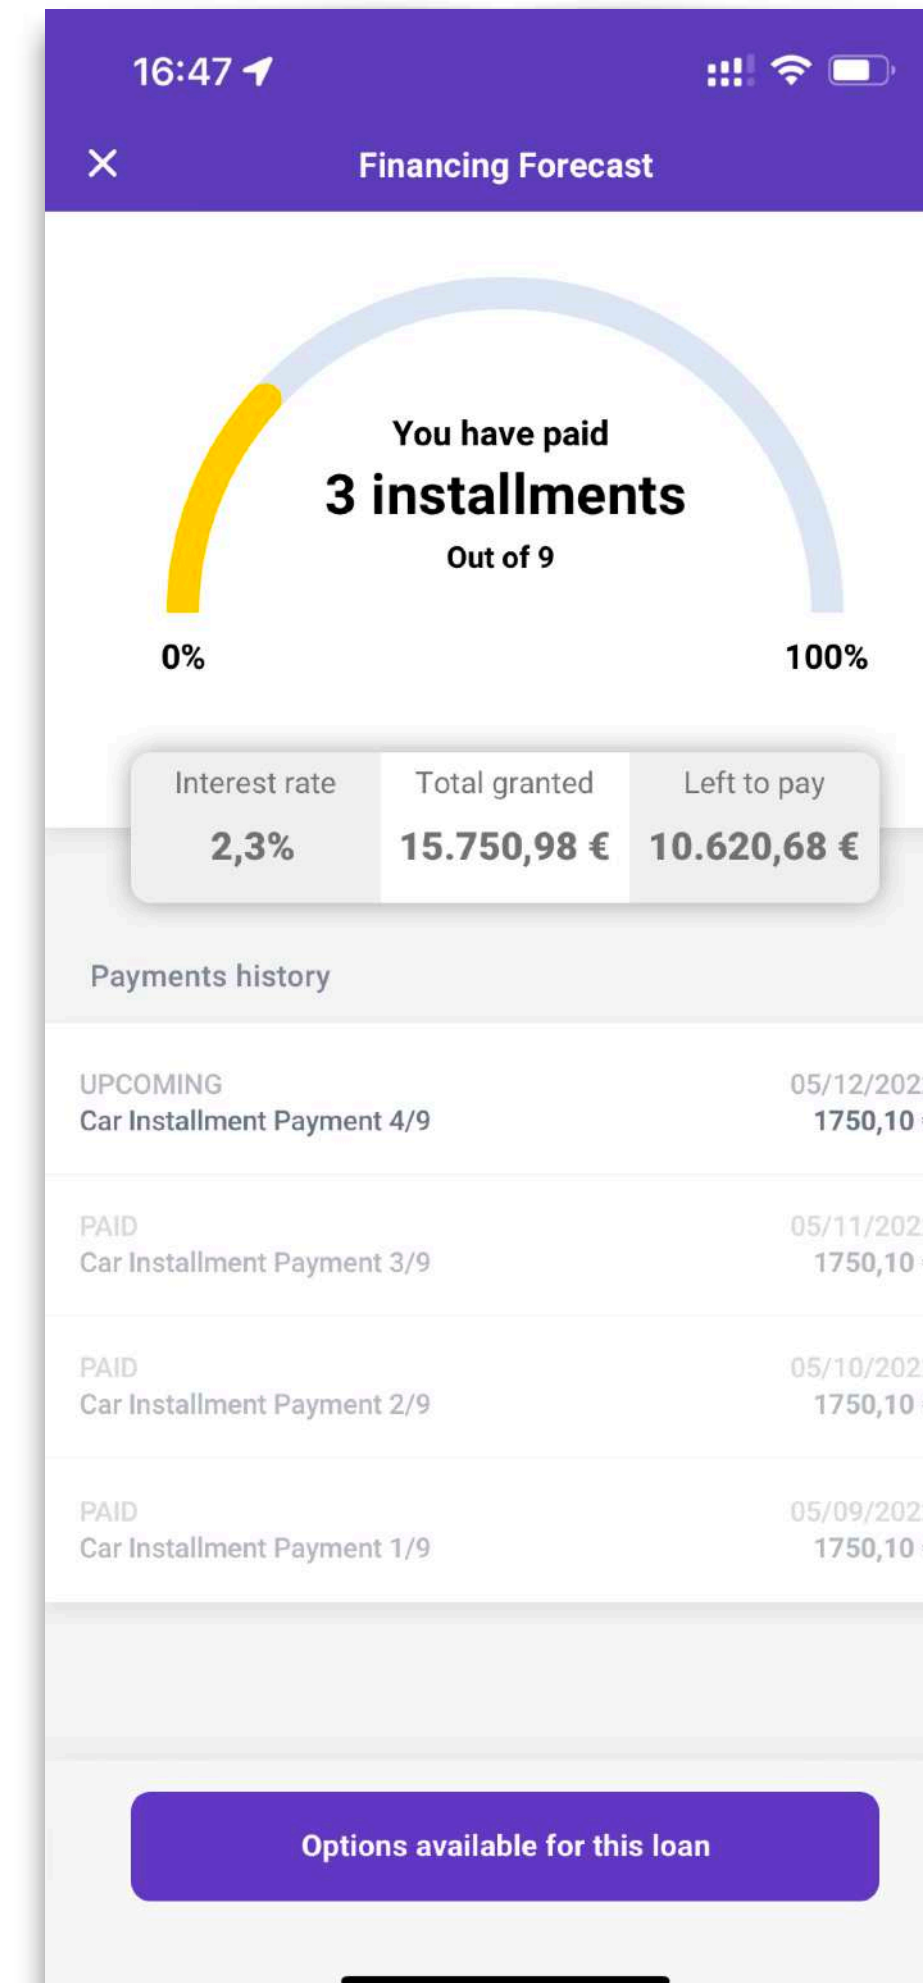 16:47
Financing Forecast
You have paid
3 installments
Out of 9
0%
100%
Interest rate
Total granted
Left to pay
2,3%
15.750,98 €
10.620,68 €
Payments history
UPCOMING
Car Installment Payment 4/9
1750,10
PAID
Car Installment Payment 3/9
1750,10
PAID
Car Installment Payment 2/9
1750,10
PAID
Car Installment Payment 1/9
1750,10
Options available for this loan